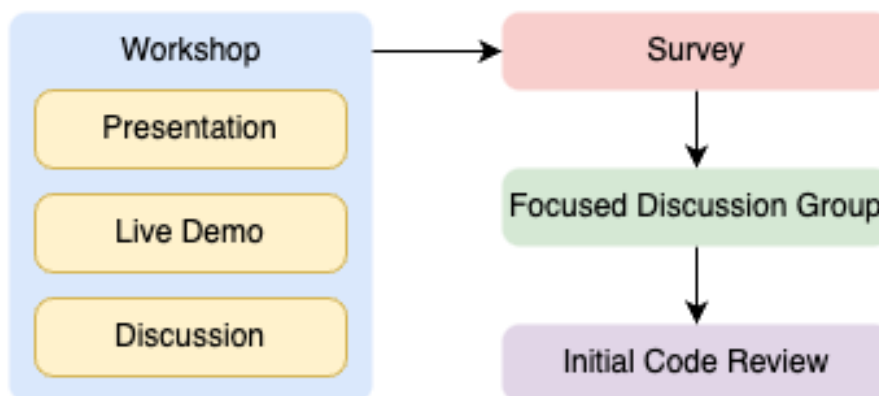 Workshop
Presentation
Live Demo
Discussion
Survey
Focused Discussion Group
Initial Code Review